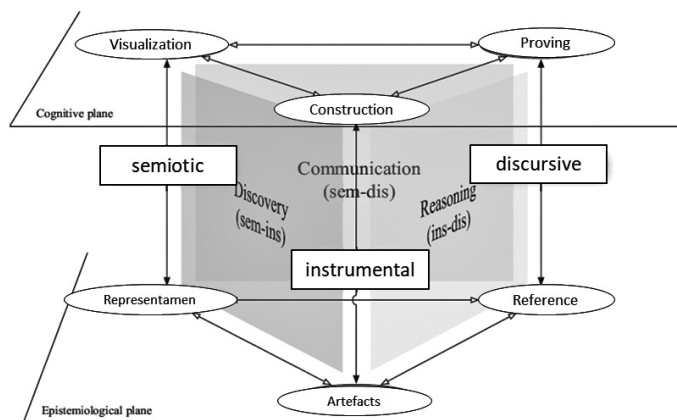 Visualization
Proving
Construction
Cognitive plane
semiotic
Communication
(sem-dis)
discursive
Discovery
(sem-ins)
Reasoning
(ins-dis)
instrumental
Representamen
Reference
Artefacts
Epistemiological plane